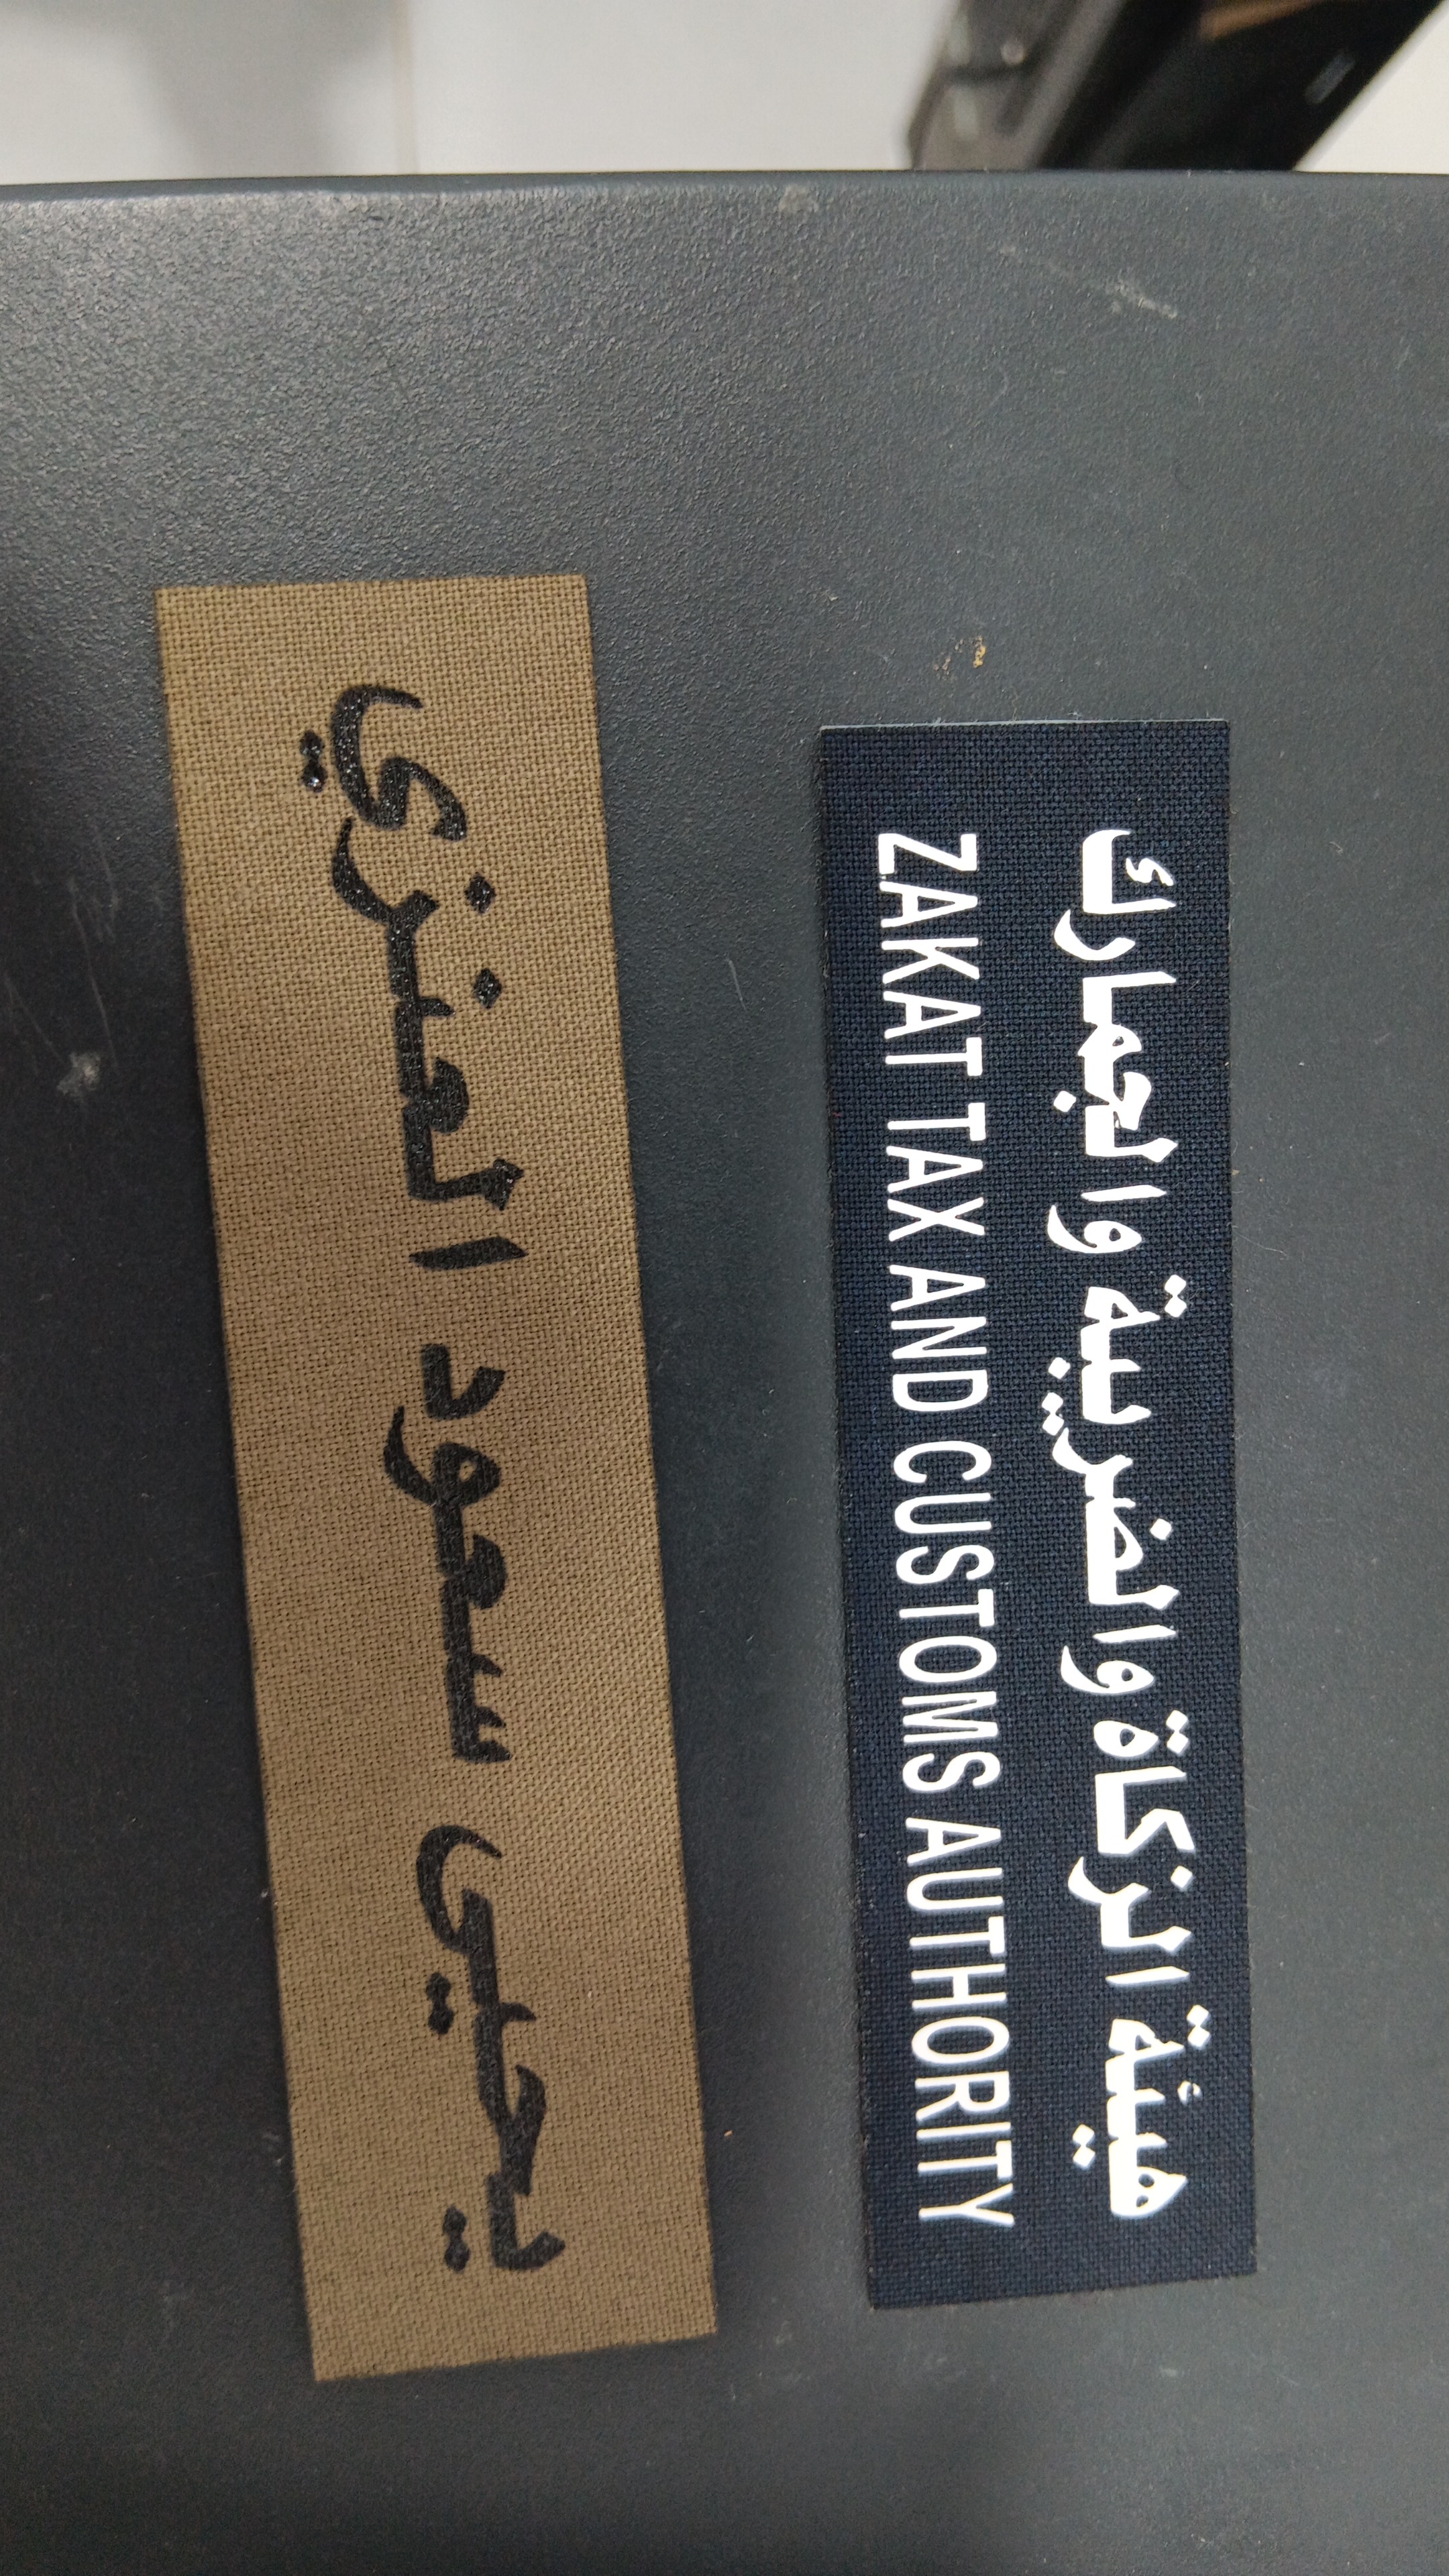 هيئة الزكاة والضريبة والجمارك
ZAKAT TAX AND CUSTOMS AUTHORITY
يحيى سعود العنزي